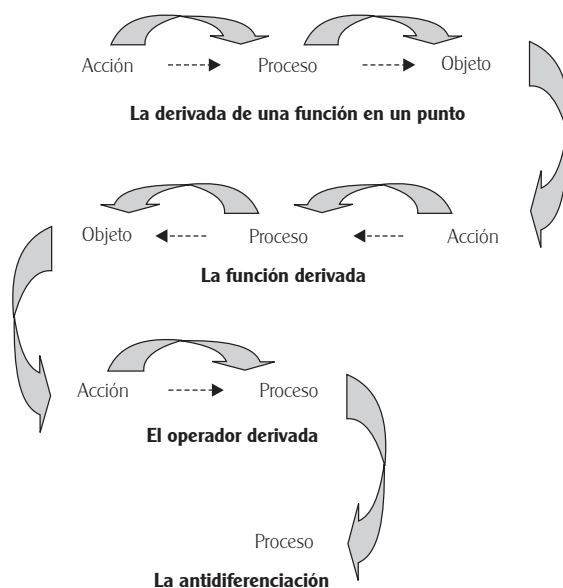 Acción Proceso Objeto
La derivada de una función en un punto
Objeto Proceso Acción
La función derivada
Acción Proceso
El operador derivada
Proceso
La antidiferenciación